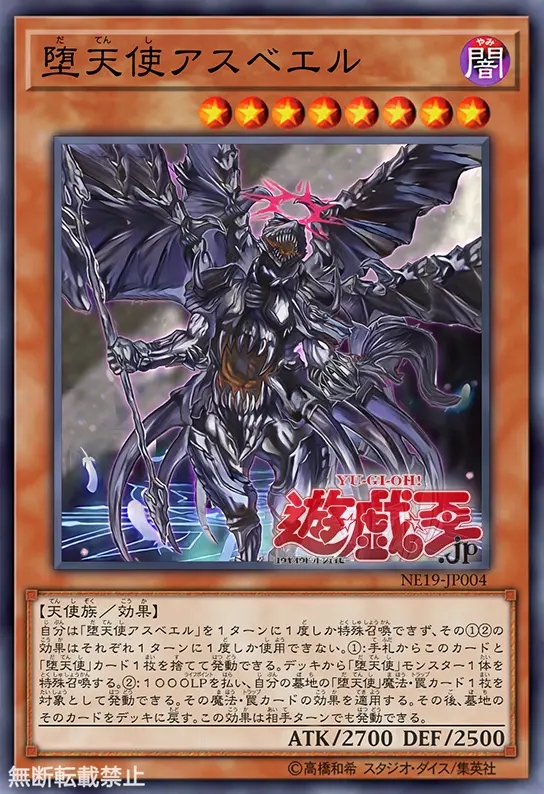 堕天使アスベエル
闇
YU-GI-OH!
遊戯王
.jp
NE19-JP004
【天使族／効果】
自分は「堕天使アスベエル」を１ターンに１度しか特殊召喚できず、その①②の
効果はそれぞれ１ターンに１度しか使用できない。①：手札からこのカードと
「堕天使」カード１枚を捨てて発動できる。デッキから「堕天使」モンスター１体を
特殊召喚する。②：１０００LPを払い、自分の墓地の「堕天使」魔法・罠カード１枚を
対象として発動できる。その魔法・罠カードの効果を適用する。その後、墓地の
そのカードをデッキに戻す。この効果は相手ターンでも発動できる。
ATK/2700 DEF/2500
無断転載禁止
©高橋和希 スタジオ・ダイス/集英社